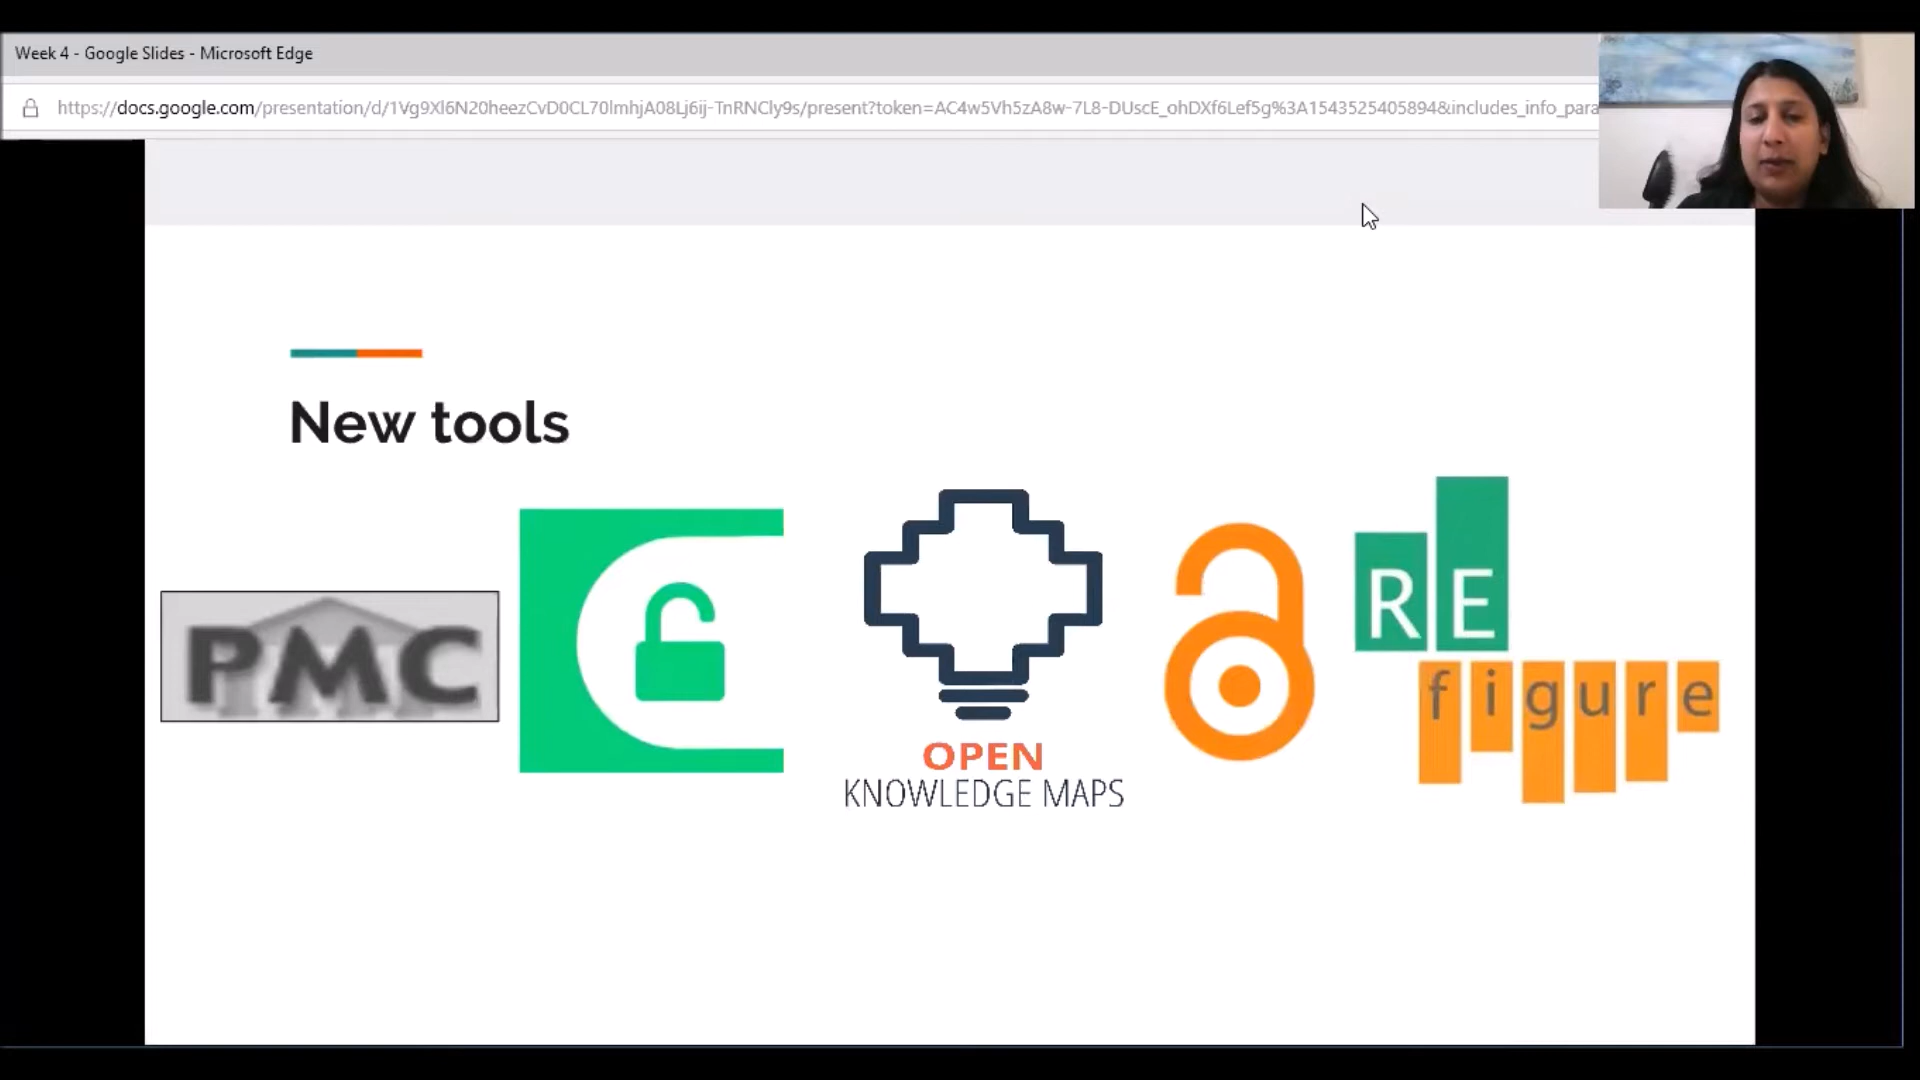 Week 4 - Google Slides - Microsoft Edge
https://docs.google.com/presentation/d/1Vg9Xl6N20heezCvD0CL70lmhjA08Lj6ij-TnRNCly9s/present?token=AC4w5Vh5zA8w-7L8-DUscE_ohDXf6Lef5g%3A1543525405894&includes_info_para
New tools
PMC
OPEN
KNOWLEDGE MAPS
RE
figure